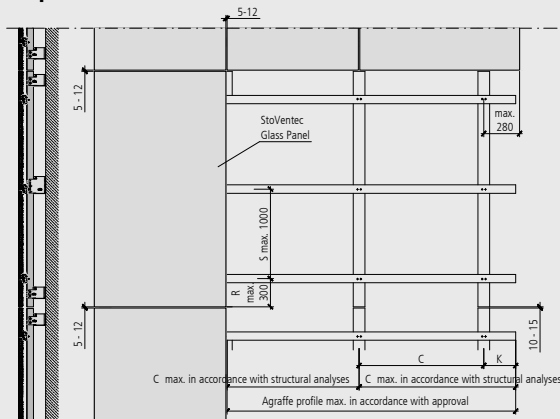 5-12
5 - 12
max.
280
StoVentec
Glass Panel
S max. 1000
R
max.
300
5 - 12
10 - 15
C
K
C max. in accordance with structural analyses
C max. in accordance with structural analyses
Agraffe profile max. in accordance with approval